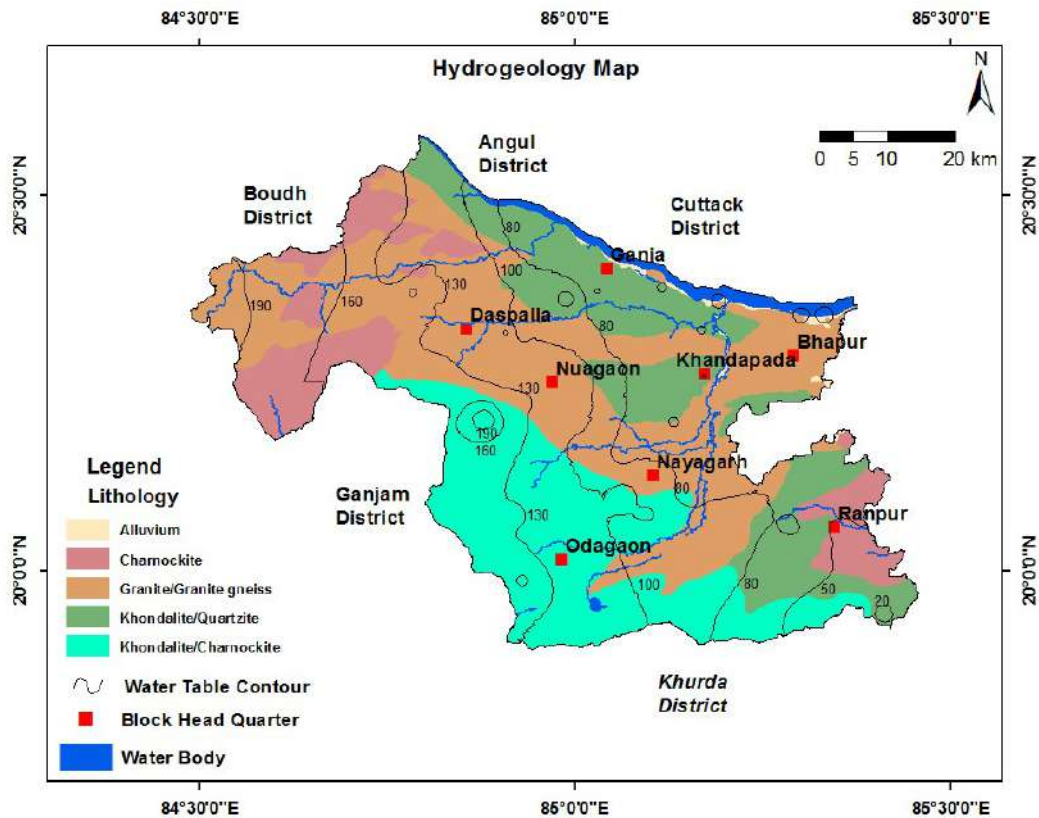 84°30'0"E
85°0'0"E
85°30'0"E
Hydrogeology Map
N
0 5 10 20 km
20°30'0"N
20°30'0"N
Angul
District
Boudh
District
Cuttack
District
80
Gania
100
130
190
160
Daspalla
80
Bhapur
Khandapada
Nuagaon
130
190
160
Nayagarh
80
Legend
Lithology
Ganjam
District
130
Ranpur
Alluvium
Charnockite
Odagaon
20°0'0"N
20°0'0"N
Granite/Granite gneiss
100
80
50
20
Khondalite/Quartzite
Khondalite/Charnockite
Water Table Contour
Khurda
District
Block Head Quarter
Water Body
84°30'0"E
85°0'0"E
85°30'0"E